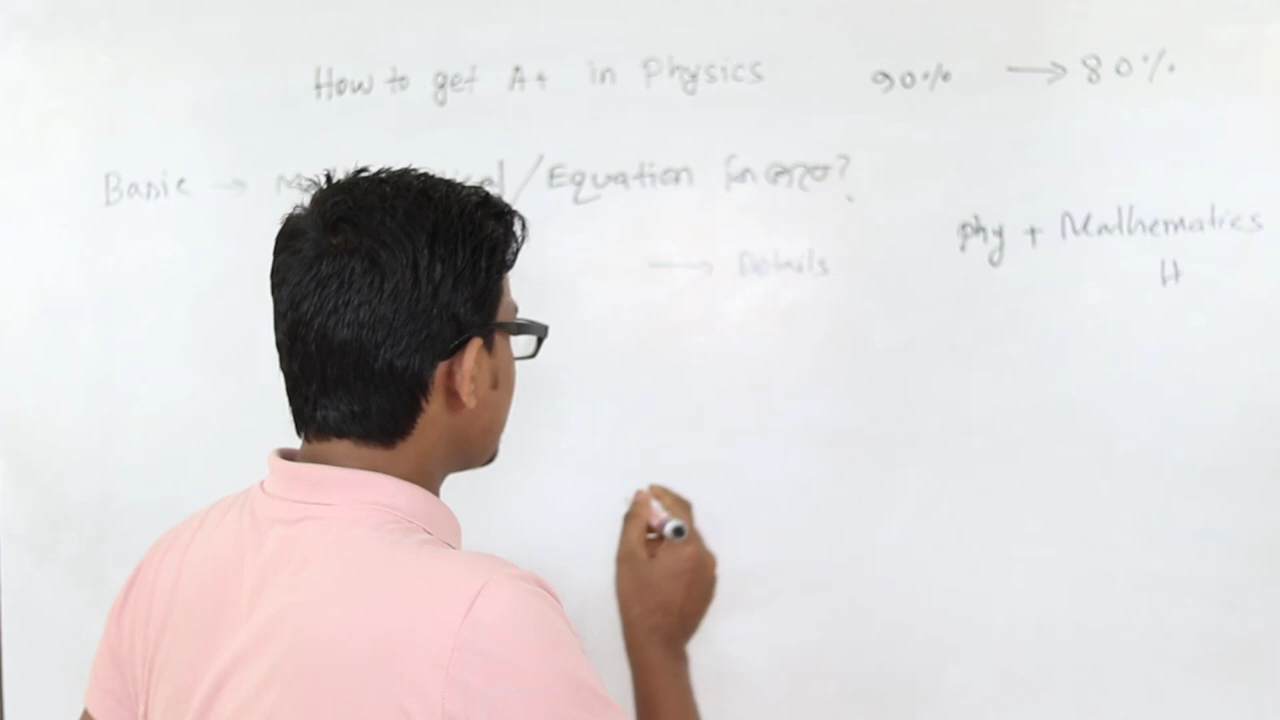 How to get A+ in Physics 90% → 80%
Basic → / Equation
phy + Mathematics
→ Details
H